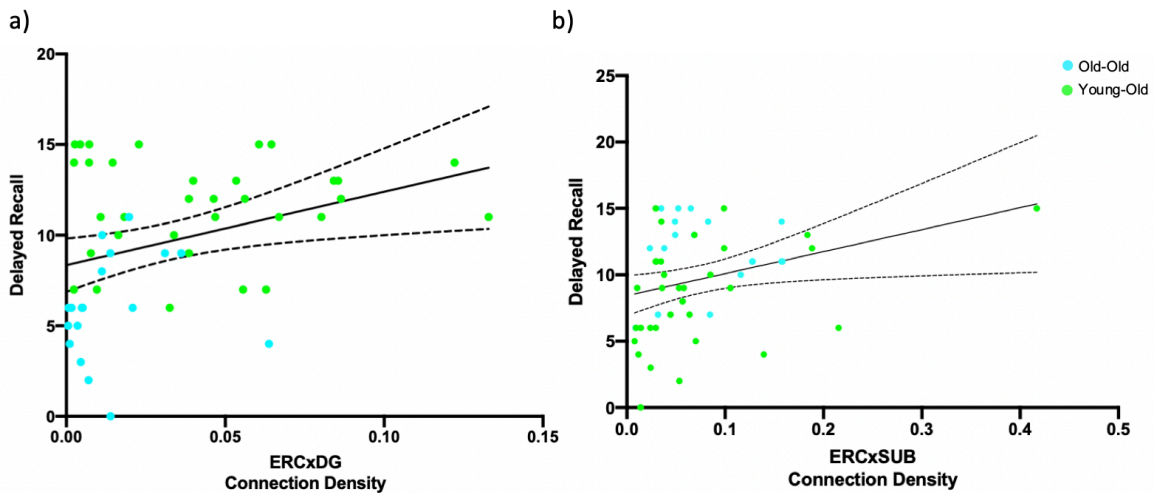 a)
20
15
10
5
0
Delayed Recall
0.00 0.05 0.10 0.15
ERCxDG
Connection Density
b)
25
20
15
10
5
0
Delayed Recall
0.0 0.1 0.2 0.3 0.4 0.5
ERCxSUB
Connection Density
Old-Old
Young-Old